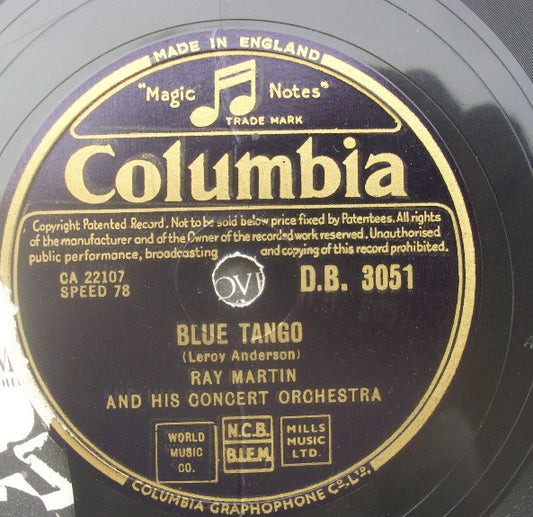 MADE IN ENGLAND
"Magic Notes"
TRADE MARK
Columbia
Copyright Patented Record. Not to be sold below price fixed by Patentees. All rights
of the manufacturer and of the Owner of the recorded work reserved. Unauthorised
public performance, broadcasting and copying of this record prohibited.
CA 22107
SPEED 78
D.B. 3051
BLUE TANGO
(Leroy Anderson)
RAY MARTIN
AND HIS CONCERT ORCHESTRA
WORLD
MUSIC
CO.
N.C.B.
B.I.E.M.
MILLS
MUSIC
LTD.
COLUMBIA GRAPHOPHONE CO. LTD.